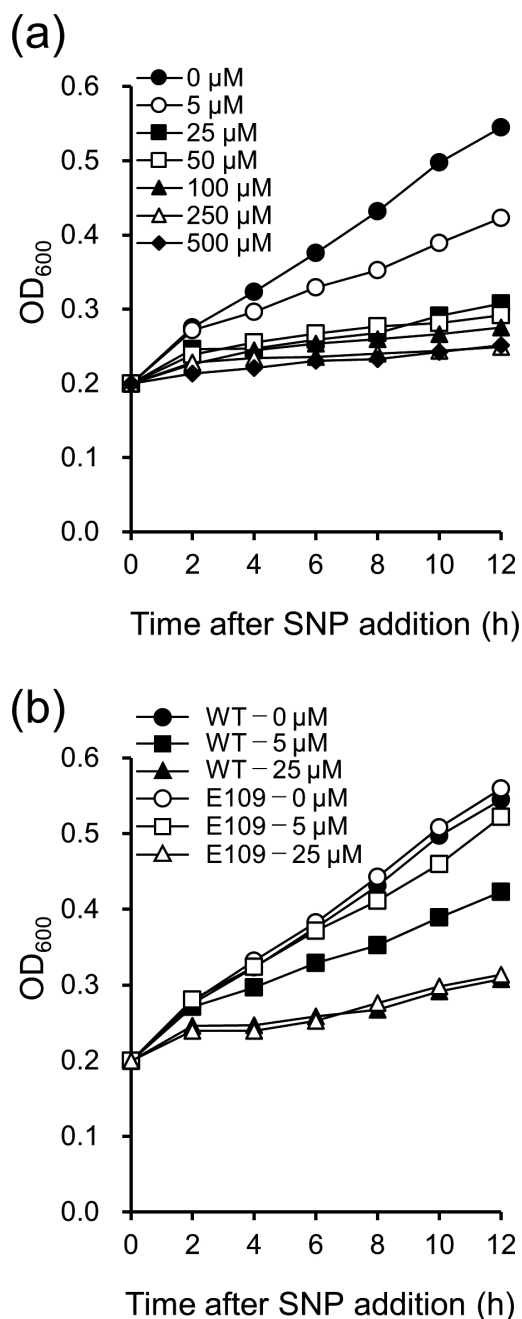 (a)
0 µM
5 µM
25 µM
50 µM
100 µM
250 µM
500 µM
0.6
0.5
0.4
0.3
0.2
0.1
0.0
OD600
0 2 4 6 8 10 12
Time after SNP addition (h)
(b)
WT – 0 µM
WT – 5 µM
WT – 25 µM
E109 – 0 µM
E109 – 5 µM
E109 – 25 µM
0.6
0.5
0.4
0.3
0.2
0.1
0.0
OD600
0 2 4 6 8 10 12
Time after SNP addition (h)